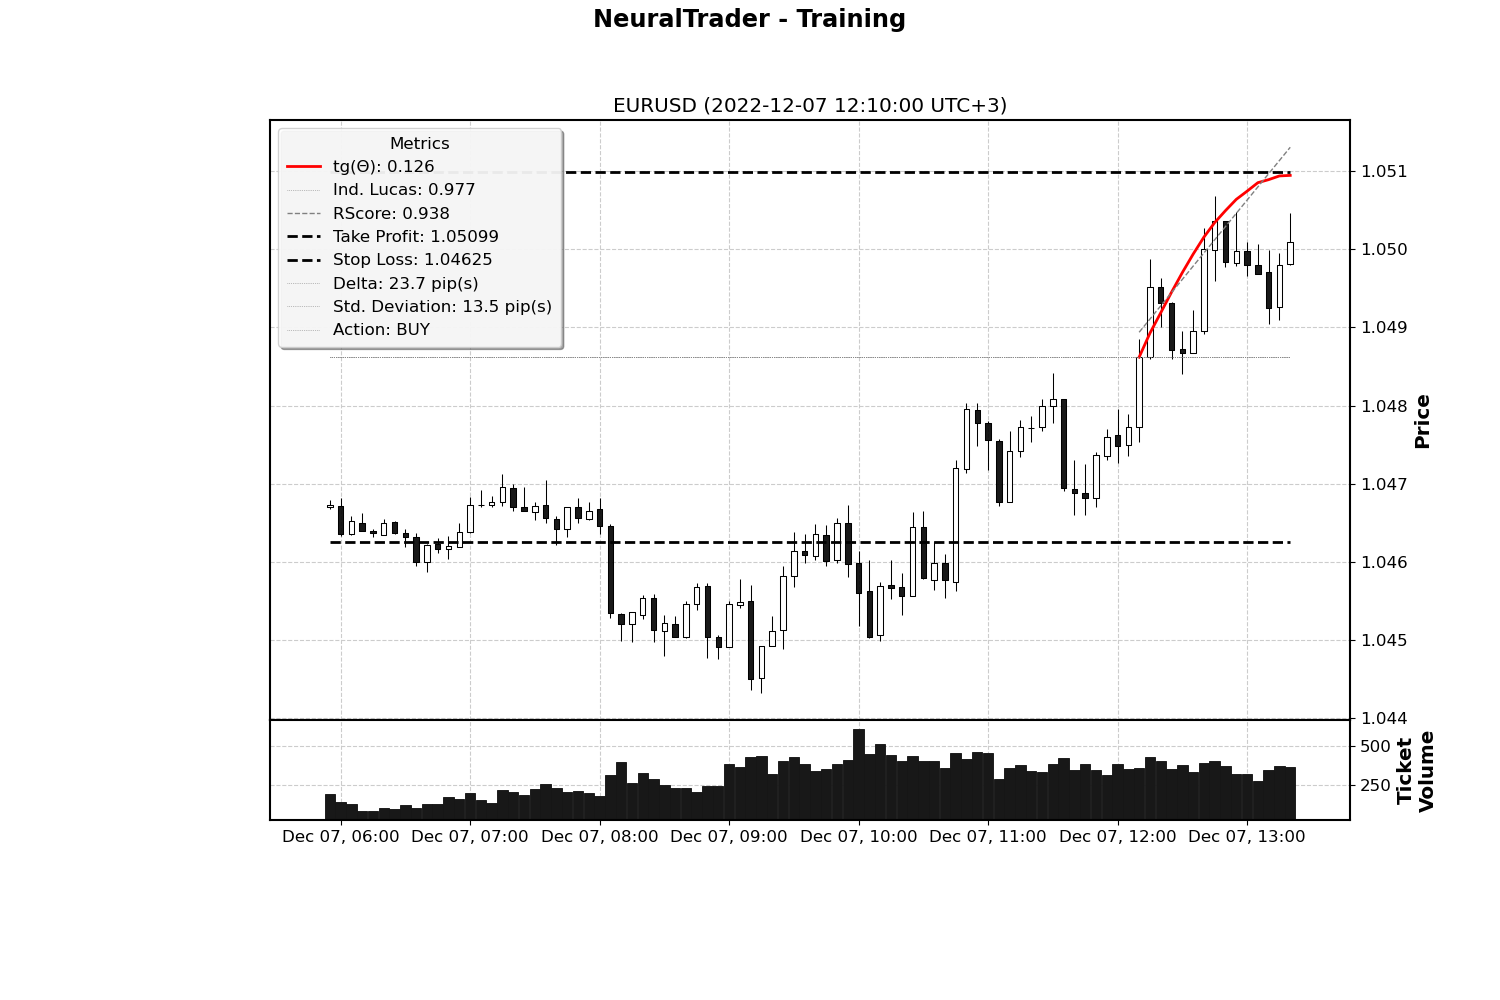 NeuralTrader - Training
EURUSD (2022-12-07 12:10:00 UTC+3)
Metrics
tg(Θ): 0.126
Ind. Lucas: 0.977
RScore: 0.938
Take Profit: 1.05099
Stop Loss: 1.04625
Delta: 23.7 pip(s)
Std. Deviation: 13.5 pip(s)
Action: BUY
1.051
1.050
1.049
1.048
1.047
1.046
1.045
1.044
Price
500
250
Ticket
Volume
Dec 07, 06:00
Dec 07, 07:00
Dec 07, 08:00
Dec 07, 09:00
Dec 07, 10:00
Dec 07, 11:00
Dec 07, 12:00
Dec 07, 13:00